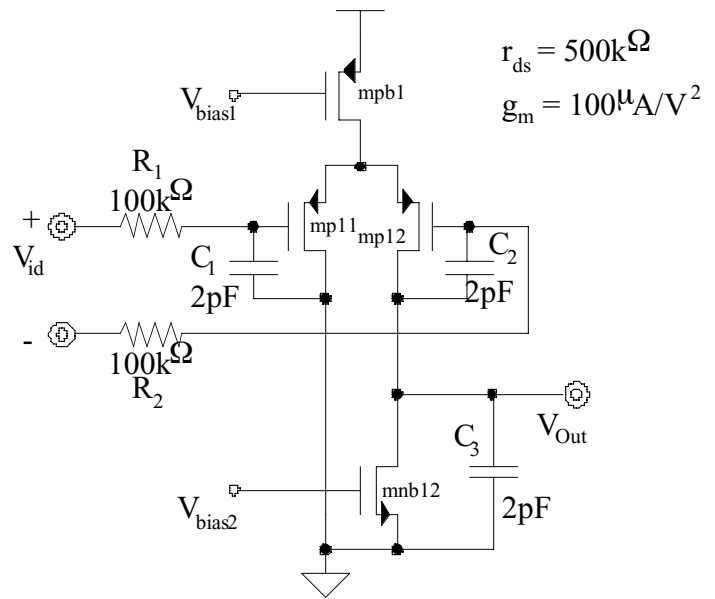 r_ds = 500kΩ
g_m = 100μA/V²
mpb1
V_bias1
R_1
100kΩ
+
V_id
mp11
mp12
C_1
2pF
C_2
2pF
-
100kΩ
R_2
V_Out
C_3
2pF
mnb12
V_bias2